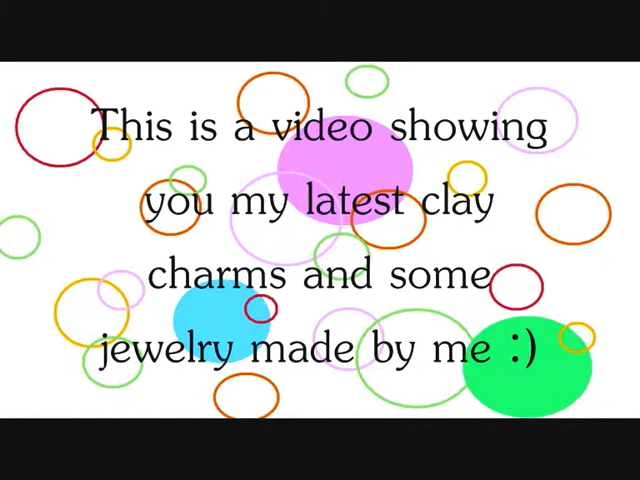 This is a video showing
you my latest clay
charms and some
jewelry made by me :)